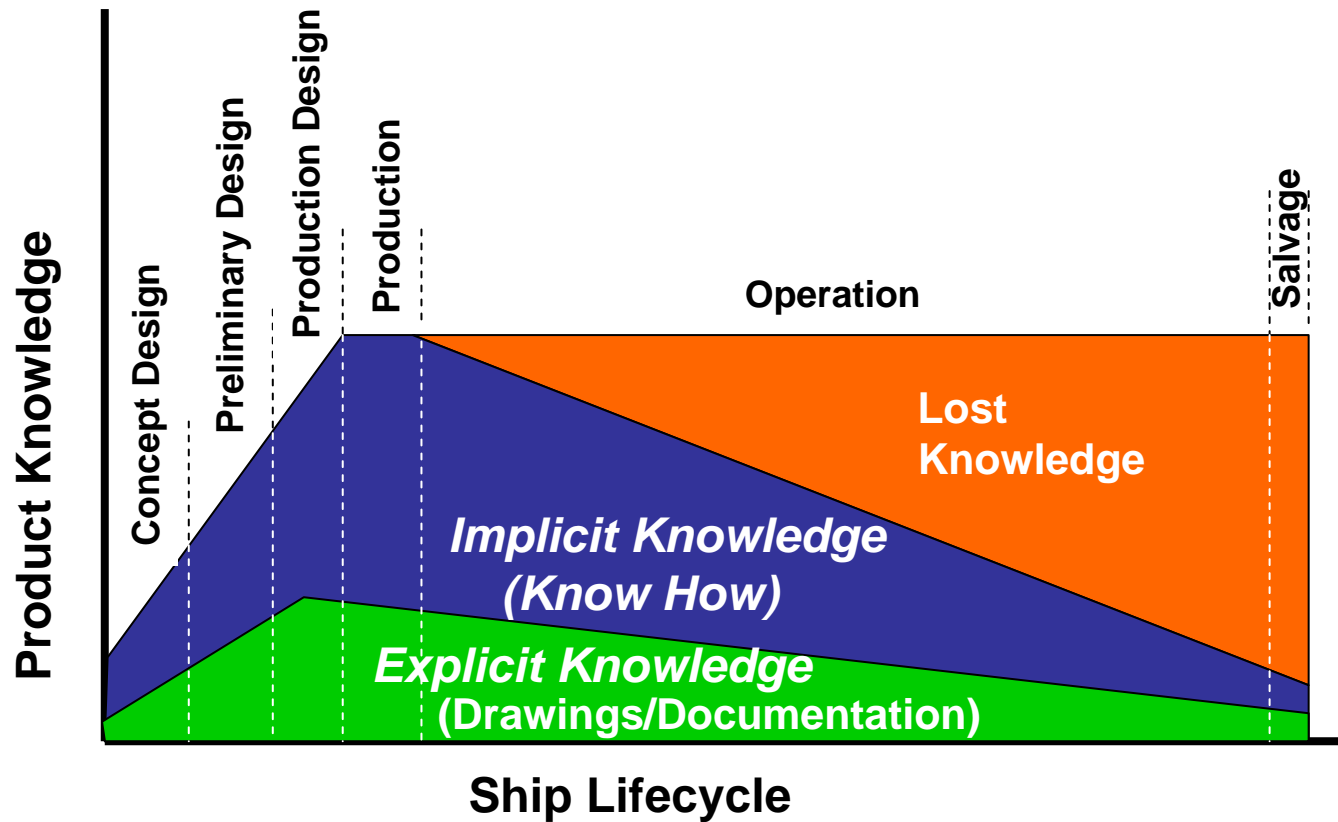 Product Knowledge
Concept Design
Preliminary Design
Production Design
Production
Operation
Salvage
Lost
Knowledge
Implicit Knowledge
(Know How)
Explicit Knowledge
(Drawings/Documentation)
Ship Lifecycle